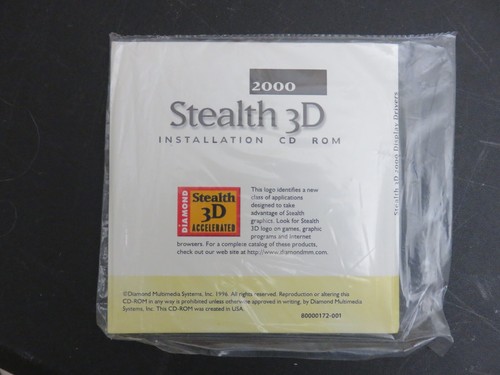 2000
Stealth 3D
INSTALLATION CD ROM
DIAMOND
Stealth
3D
ACCELERATED
This logo identifies a new
class of applications
designed to take
advantage of Stealth
graphics. Look for Stealth
3D logo on games, graphic
programs and internet
browsers. For a complete catalog of these products,
check out our web site at http://www.diamondmm.com.
©Diamond Multimedia Systems, Inc. 1996. All rights reserved. Reproduction or altering this
CD-ROM in any way is prohibited unless otherwise approved in writing, by Diamond Multimedia
Systems, Inc. This CD-ROM was created in USA.
80000172-001
Stealth 3D 2000 Display Drivers